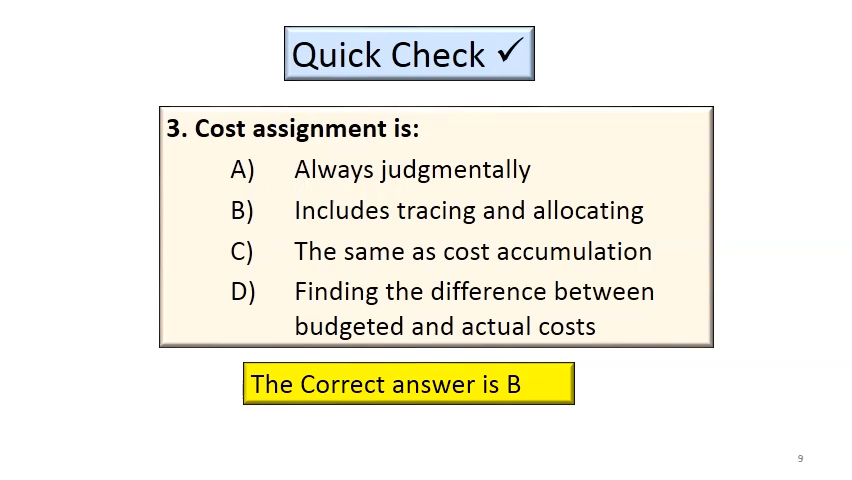 Quick Check ✓
3. Cost assignment is:
A) Always judgmentally
B) Includes tracing and allocating
C) The same as cost accumulation
D) Finding the difference between
budgeted and actual costs
The Correct answer is B
9